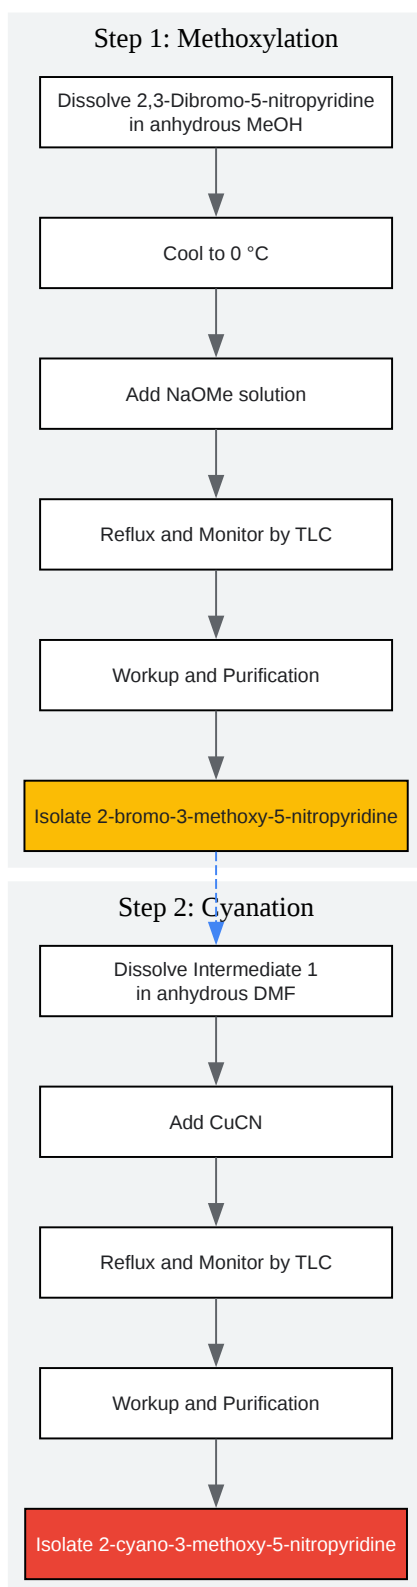 Step 1: Methoxylation
Dissolve 2,3-Dibromo-5-nitropyridine
in anhydrous MeOH
Cool to 0 °C
Add NaOMe solution
Reflux and Monitor by TLC
Workup and Purification
Isolate 2-bromo-3-methoxy-5-nitropyridine
Step 2: Cyanation
Dissolve Intermediate 1
in anhydrous DMF
Add CuCN
Reflux and Monitor by TLC
Workup and Purification
Isolate 2-cyano-3-methoxy-5-nitropyridine